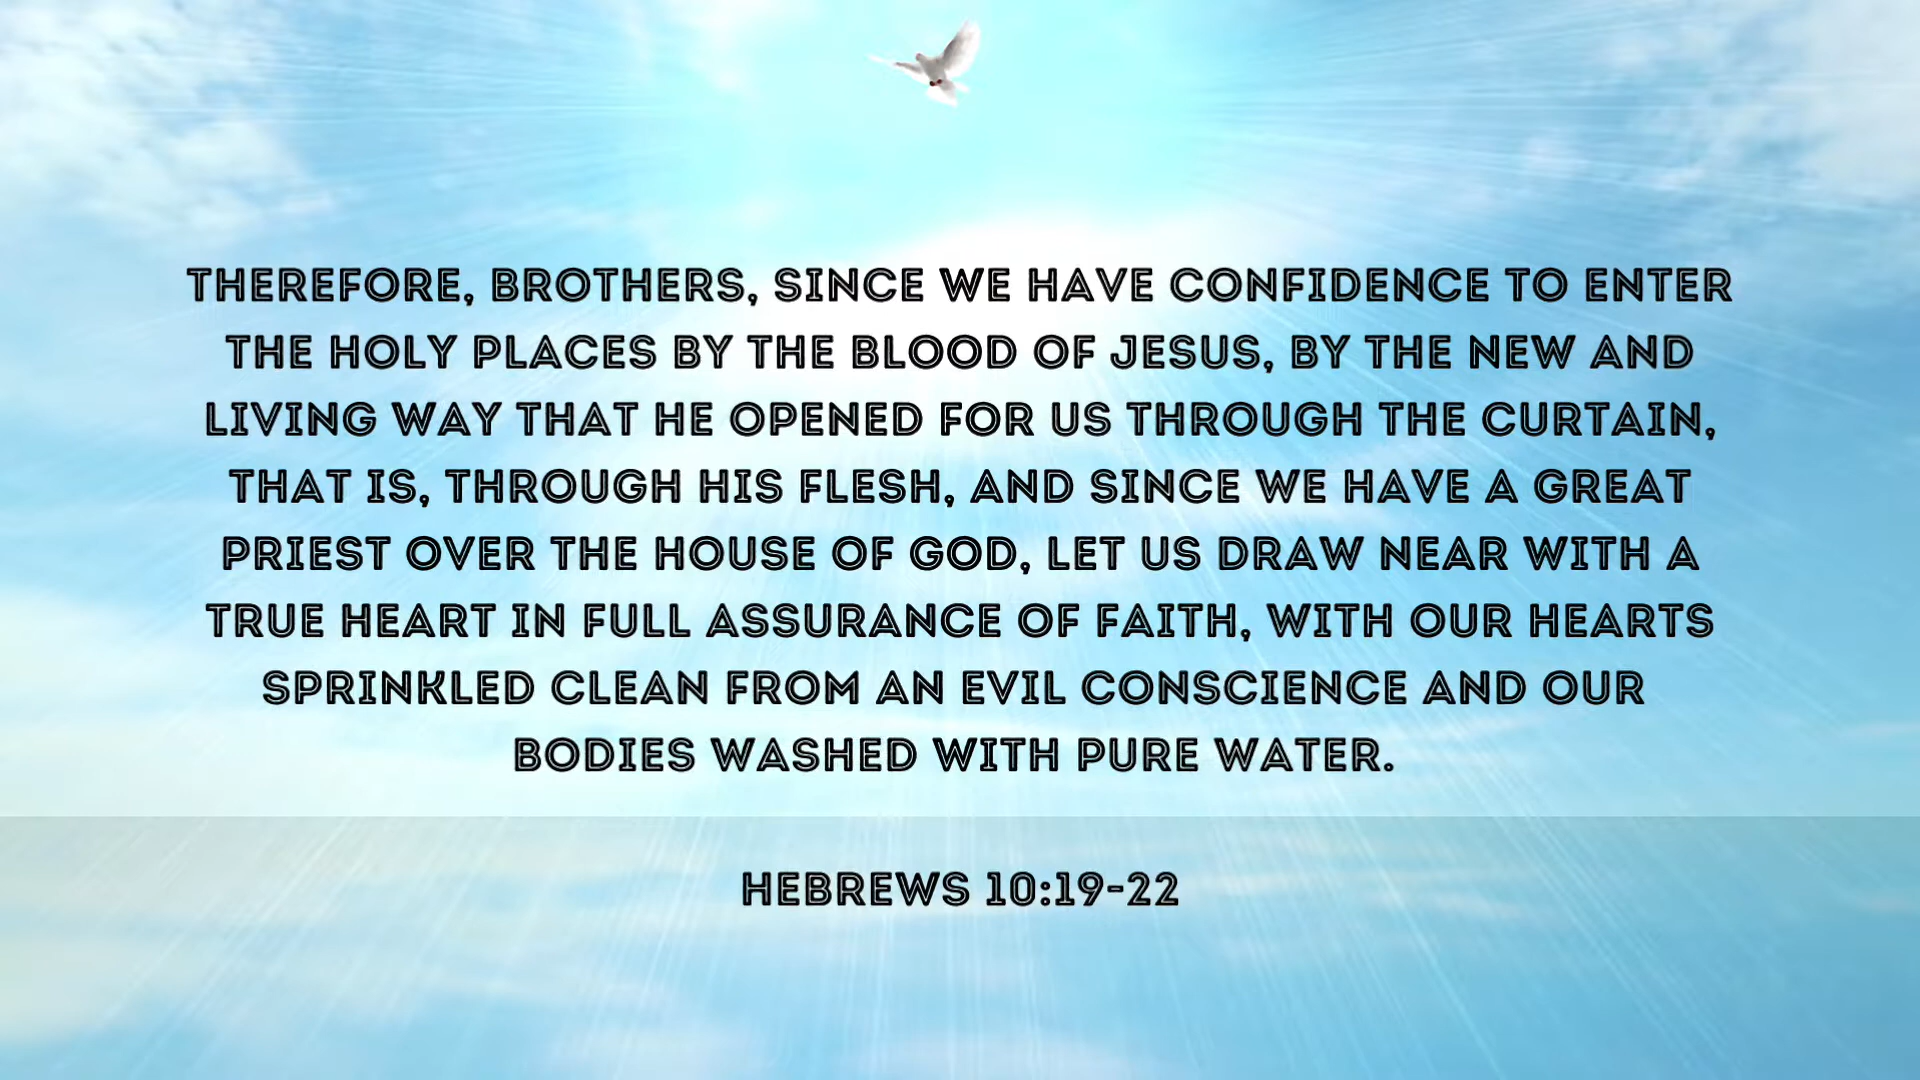 THEREFORE, BROTHERS, SINCE WE HAVE CONFIDENCE TO ENTER
THE HOLY PLACES BY THE BLOOD OF JESUS, BY THE NEW AND
LIVING WAY THAT HE OPENED FOR US THROUGH THE CURTAIN,
THAT IS, THROUGH HIS FLESH, AND SINCE WE HAVE A GREAT
PRIEST OVER THE HOUSE OF GOD, LET US DRAW NEAR WITH A
TRUE HEART IN FULL ASSURANCE OF FAITH, WITH OUR HEARTS
SPRINKLED CLEAN FROM AN EVIL CONSCIENCE AND OUR
BODIES WASHED WITH PURE WATER.
HEBREWS 10:19-22